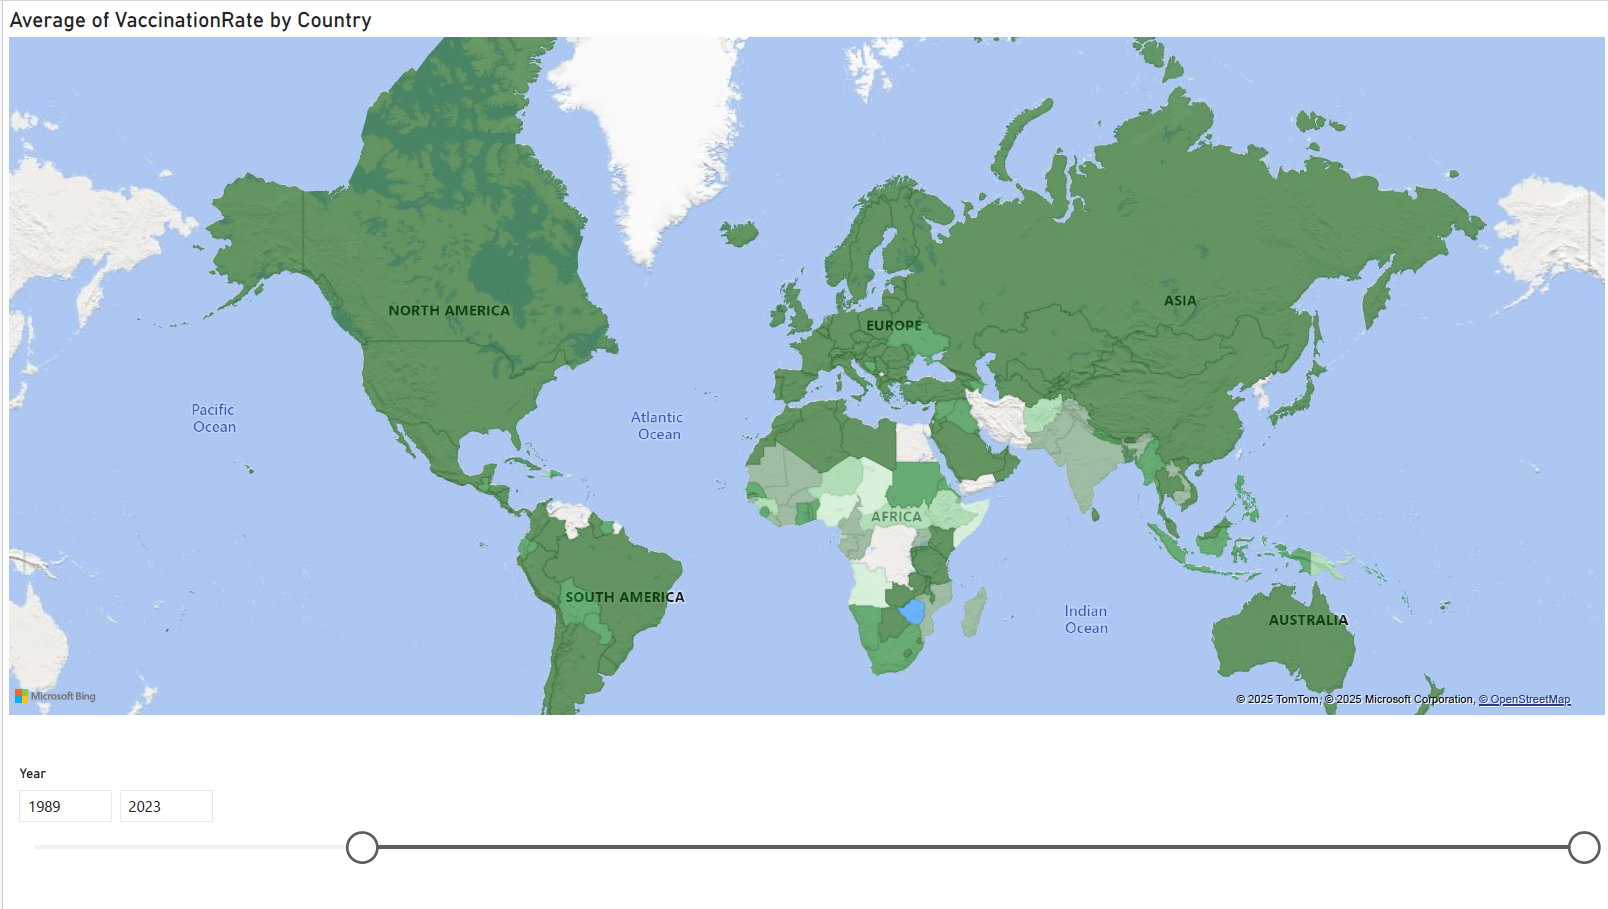 Average of VaccinationRate by Country
NORTH AMERICA
EUROPE
ASIA
Pacific
Ocean
Atlantic
Ocean
AFRICA
SOUTH AMERICA
Indian
Ocean
AUSTRALIA
Microsoft Bing
© 2025 TomTom, © 2025 Microsoft Corporation, © OpenStreetMap
Year
1989 2023